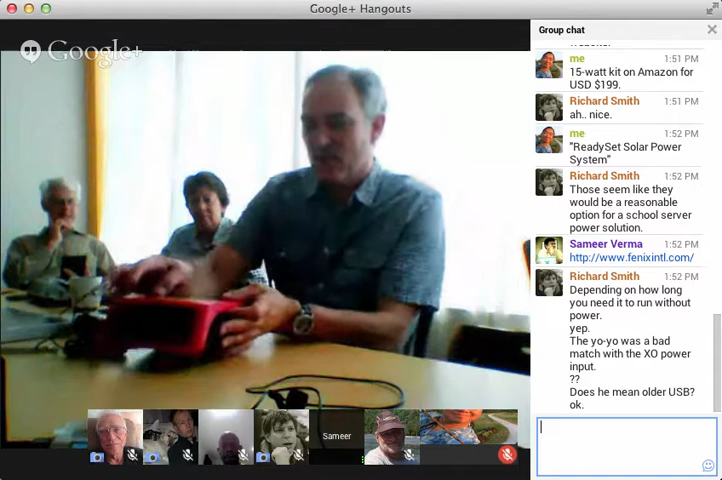 Google+ Hangouts
Google+
Group chat
me 1:51 PM
15-watt kit on Amazon for
USD $199.
Richard Smith 1:51 PM
ah.. nice.
me 1:52 PM
"ReadySet Solar Power
System"
Richard Smith 1:52 PM
Those seem like they
would be a reasonable
option for a school server
power solution.
Sameer Verma 1:52 PM
http://www.fenixintl.com/
Richard Smith 1:52 PM
Depending on how long
you need it to run without
power.
yep.
The yo-yo was a bad
match with the XO power
input.
??
Does he mean older USB?
ok.
Sameer